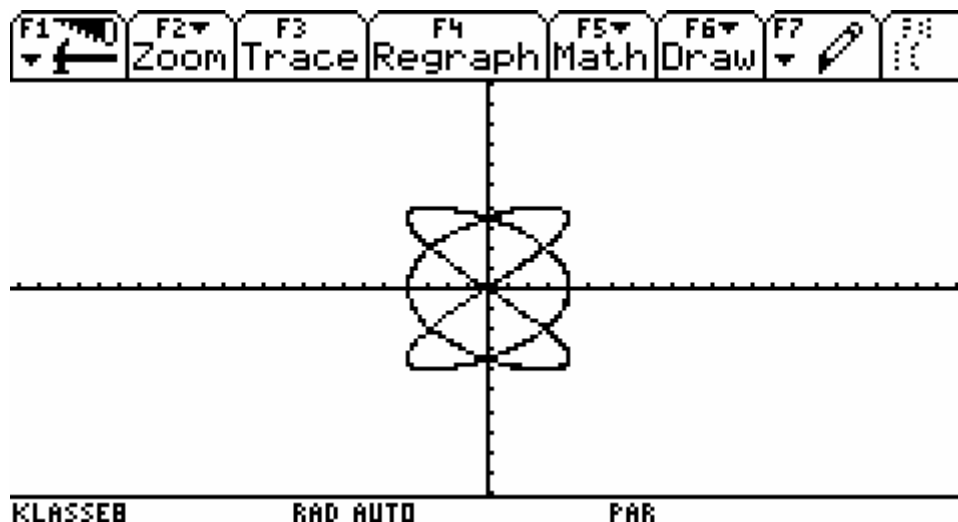 F1 F2 F3 F4 F5 F6 F7
Zoom Trace Regraph Math Draw
KLASSE8 RAD AUTO PAR